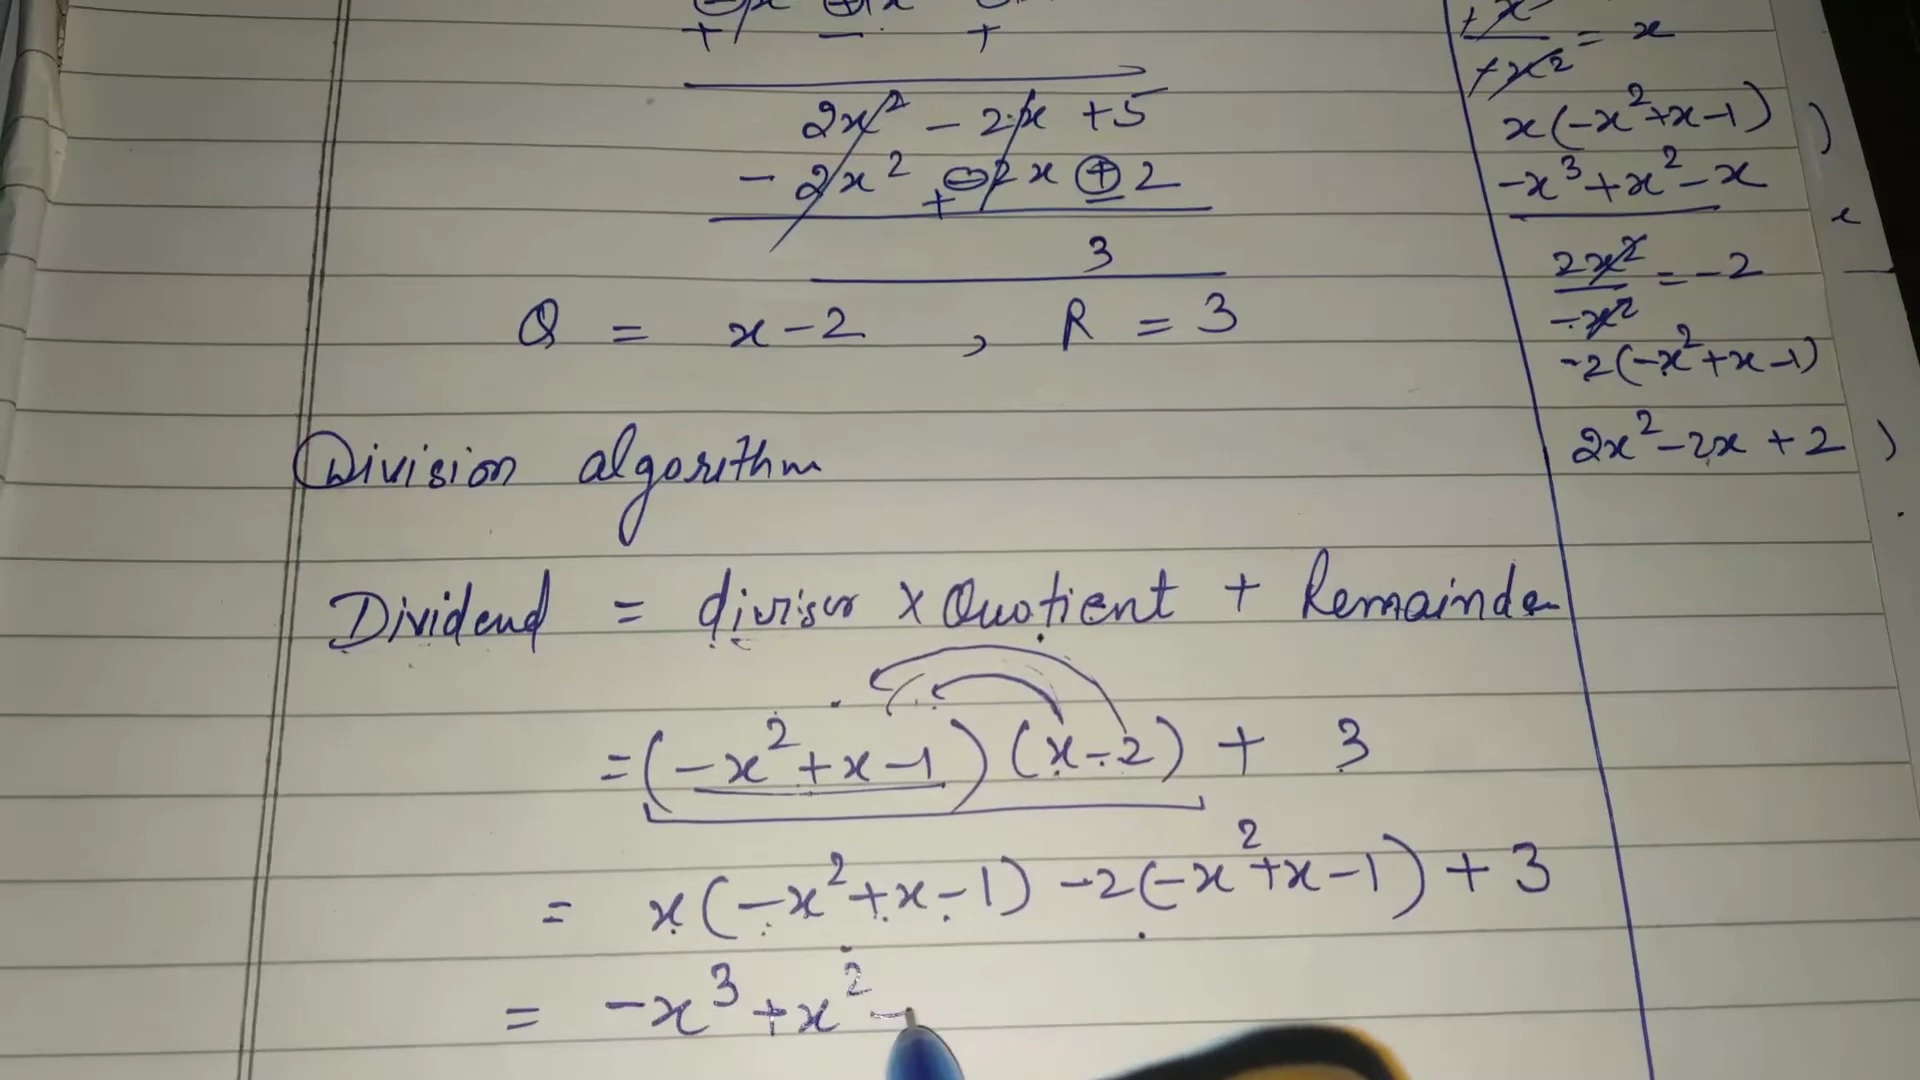 + - +
2x² - 2x + 5
- 2x² + ⊖2x ⊕ 2
3
Q = x-2 , R = 3
Division algorithm
Dividend = divisor × Quotient + Remainder
= (-x²+x-1) (x-2) + 3
= x(-x²+x-1) -2(-x²+x-1) + 3
= -x³+x² -
= x
+x²
x(-x²+x-1)
-x³+x²-x
2x² = -2
-x²
-2(-x²+x-1)
2x²-2x+2)